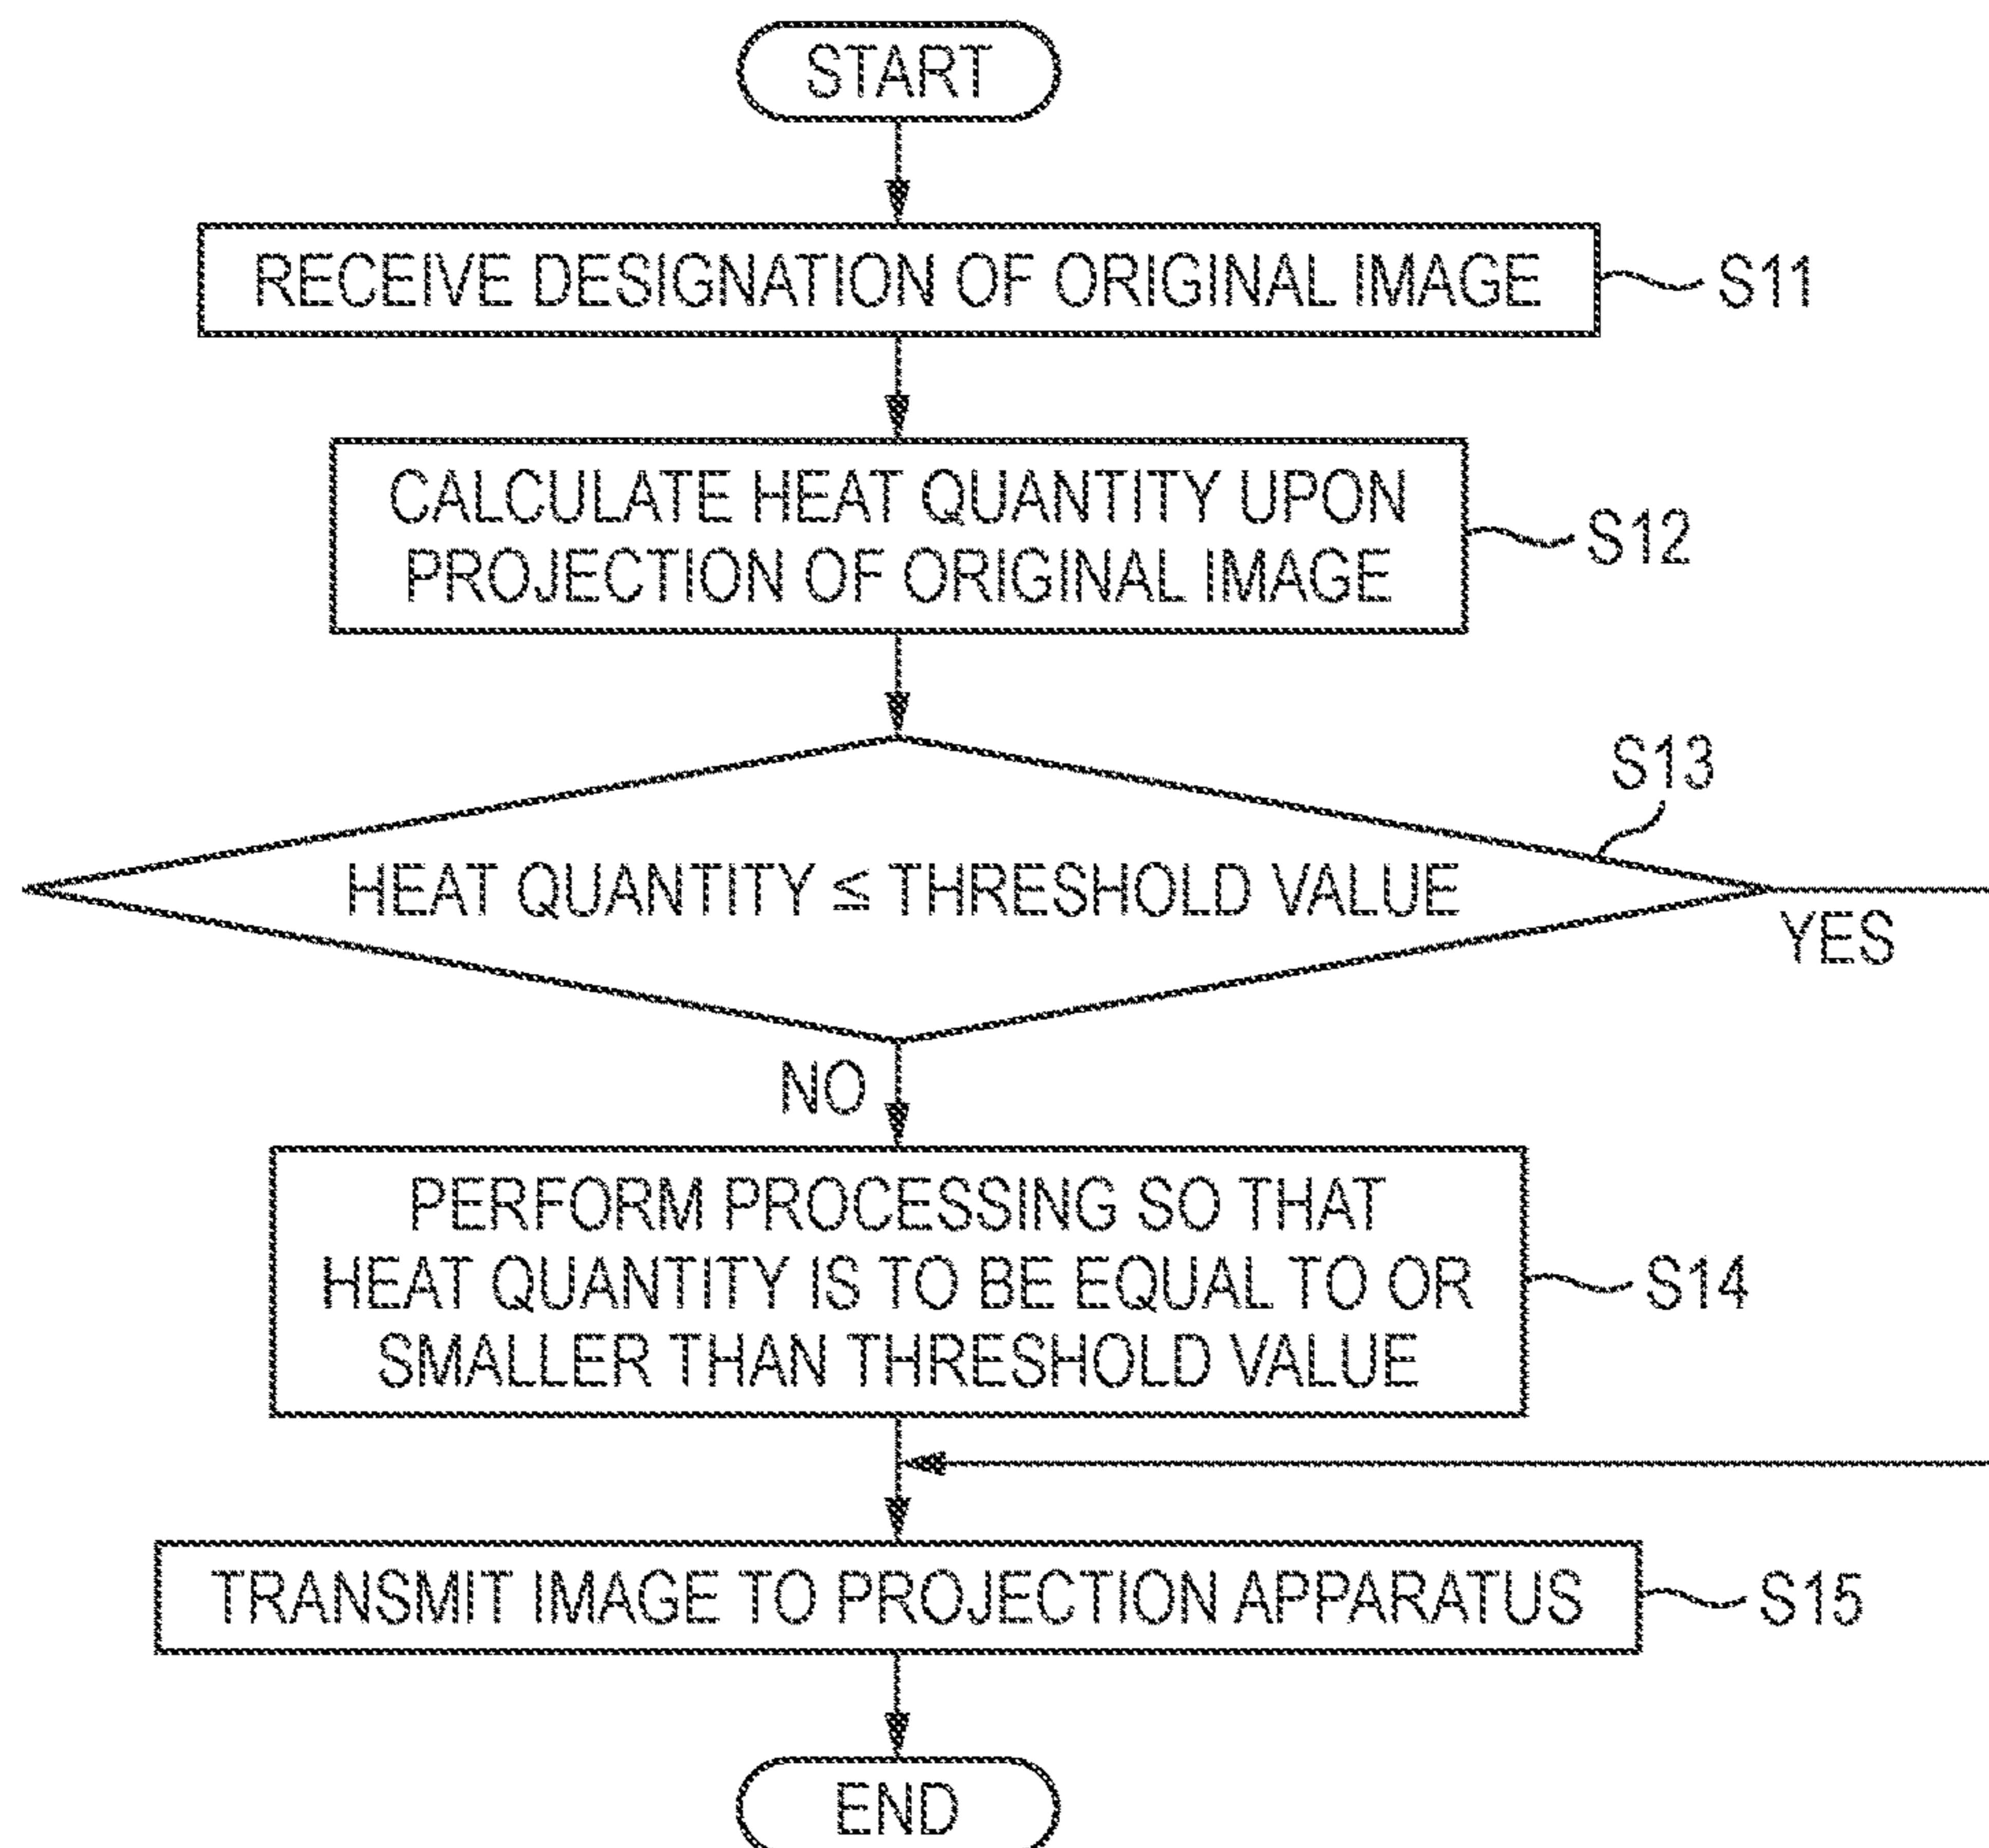 START
RECEIVE DESIGNATION OF ORIGINAL IMAGE
S11
CALCULATE HEAT QUANTITY UPON
PROJECTION OF ORIGINAL IMAGE
S12
S13
HEAT QUANTITY ≦ THRESHOLD VALUE
YES
NO
PERFORM PROCESSING SO THAT
HEAT QUANTITY IS TO BE EQUAL TO OR
SMALLER THAN THRESHOLD VALUE
S14
TRANSMIT IMAGE TO PROJECTION APPARATUS
S15
END